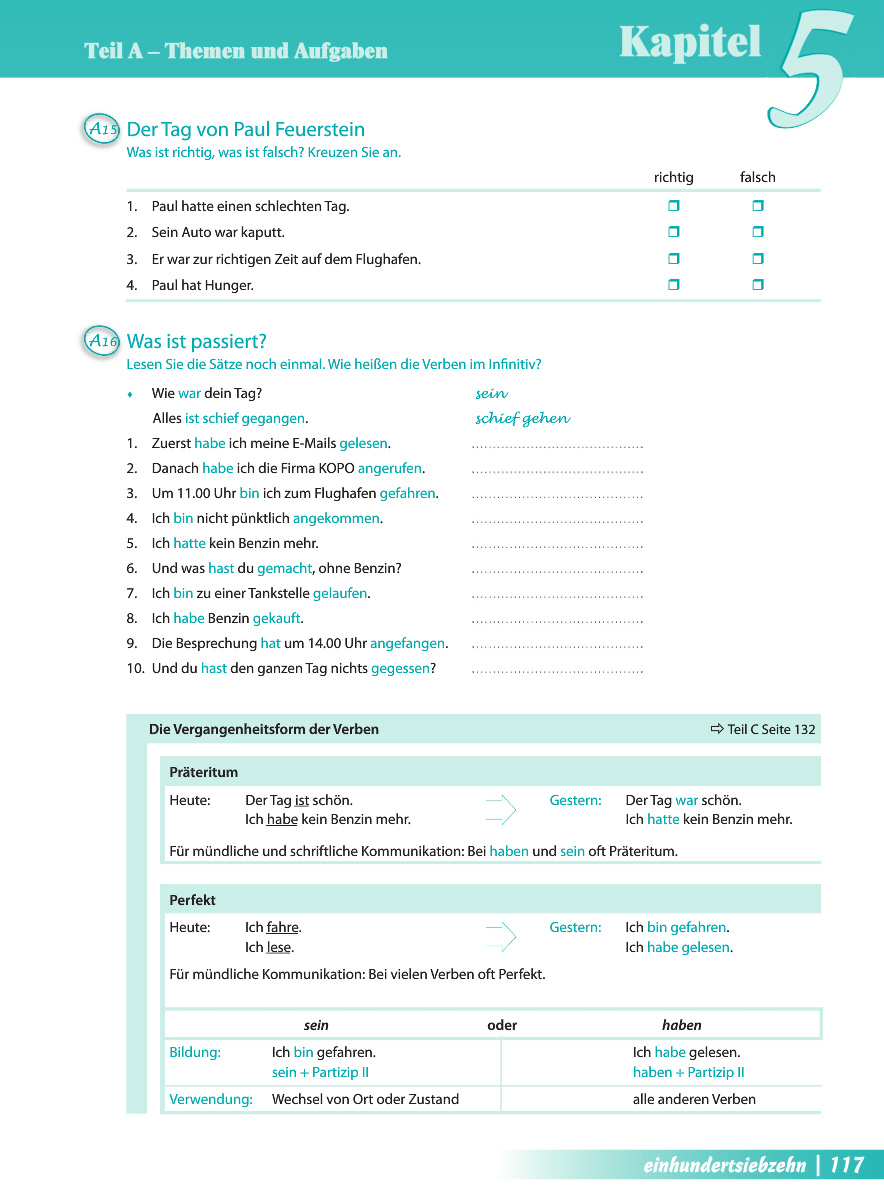 Teil A – Themen und Aufgaben
Kapitel 5
A15 Der Tag von Paul Feuerstein
Was ist richtig, was ist falsch? Kreuzen Sie an.
richtig falsch
1. Paul hatte einen schlechten Tag.
2. Sein Auto war kaputt.
3. Er war zur richtigen Zeit auf dem Flughafen.
4. Paul hat Hunger.
A16 Was ist passiert?
Lesen Sie die Sätze noch einmal. Wie heißen die Verben im Infinitiv?
♦ Wie war dein Tag? sein
Alles ist schief gegangen. schief gehen
1. Zuerst habe ich meine E-Mails gelesen. ........................................
2. Danach habe ich die Firma KOPO angerufen. ........................................
3. Um 11.00 Uhr bin ich zum Flughafen gefahren. ........................................
4. Ich bin nicht pünktlich angekommen. ........................................
5. Ich hatte kein Benzin mehr. ........................................
6. Und was hast du gemacht, ohne Benzin? ........................................
7. Ich bin zu einer Tankstelle gelaufen. ........................................
8. Ich habe Benzin gekauft. ........................................
9. Die Besprechung hat um 14.00 Uhr angefangen. ........................................
10. Und du hast den ganzen Tag nichts gegessen? ........................................
Die Vergangenheitsform der Verben ⇨ Teil C Seite 132
Präteritum
Heute: Der Tag ist schön. Gestern: Der Tag war schön.
Ich habe kein Benzin mehr. Ich hatte kein Benzin mehr.
Für mündliche und schriftliche Kommunikation: Bei haben und sein oft Präteritum.
Perfekt
Heute: Ich fahre. Gestern: Ich bin gefahren.
Ich lese. Ich habe gelesen.
Für mündliche Kommunikation: Bei vielen Verben oft Perfekt.
sein oder haben
Bildung: Ich bin gefahren. Ich habe gelesen.
sein + Partizip II haben + Partizip II
Verwendung: Wechsel von Ort oder Zustand alle anderen Verben
einhundertsiebzehn | 117